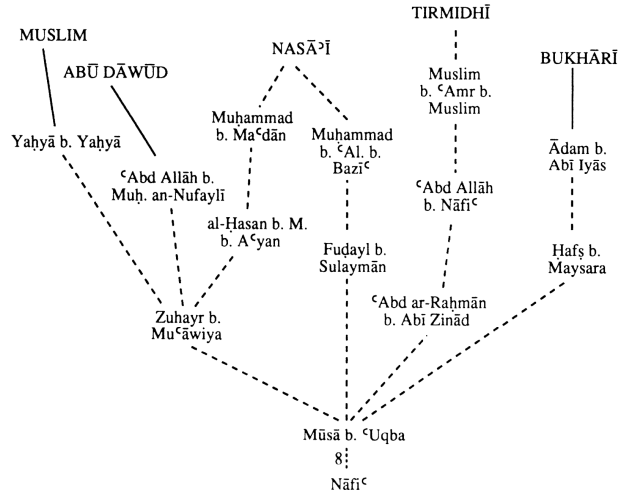 MUSLIM
ABŪ DĀWŪD
NASĀʾĪ
TIRMIDHĪ
BUKHĀRĪ
Yaḥyā b. Yaḥyā
ʿAbd Allāh b.
Muḥ. an-Nufaylī
Muḥammad
b. Maʿdān
al-Ḥasan b. M.
b. Aʿyan
Muḥammad
b. ʿAl. b.
Bazīʿ
Fuḍayl b.
Sulaymān
Muslim
b. ʿAmr b.
Muslim
ʿAbd Allāh
b. Nāfiʿ
ʿAbd ar-Raḥmān
b. Abī Zinād
Ādam b.
Abī Iyās
Ḥafṣ b.
Maysara
Zuhayr b.
Muʿāwiya
Mūsā b. ʿUqba
8
Nāfiʿ